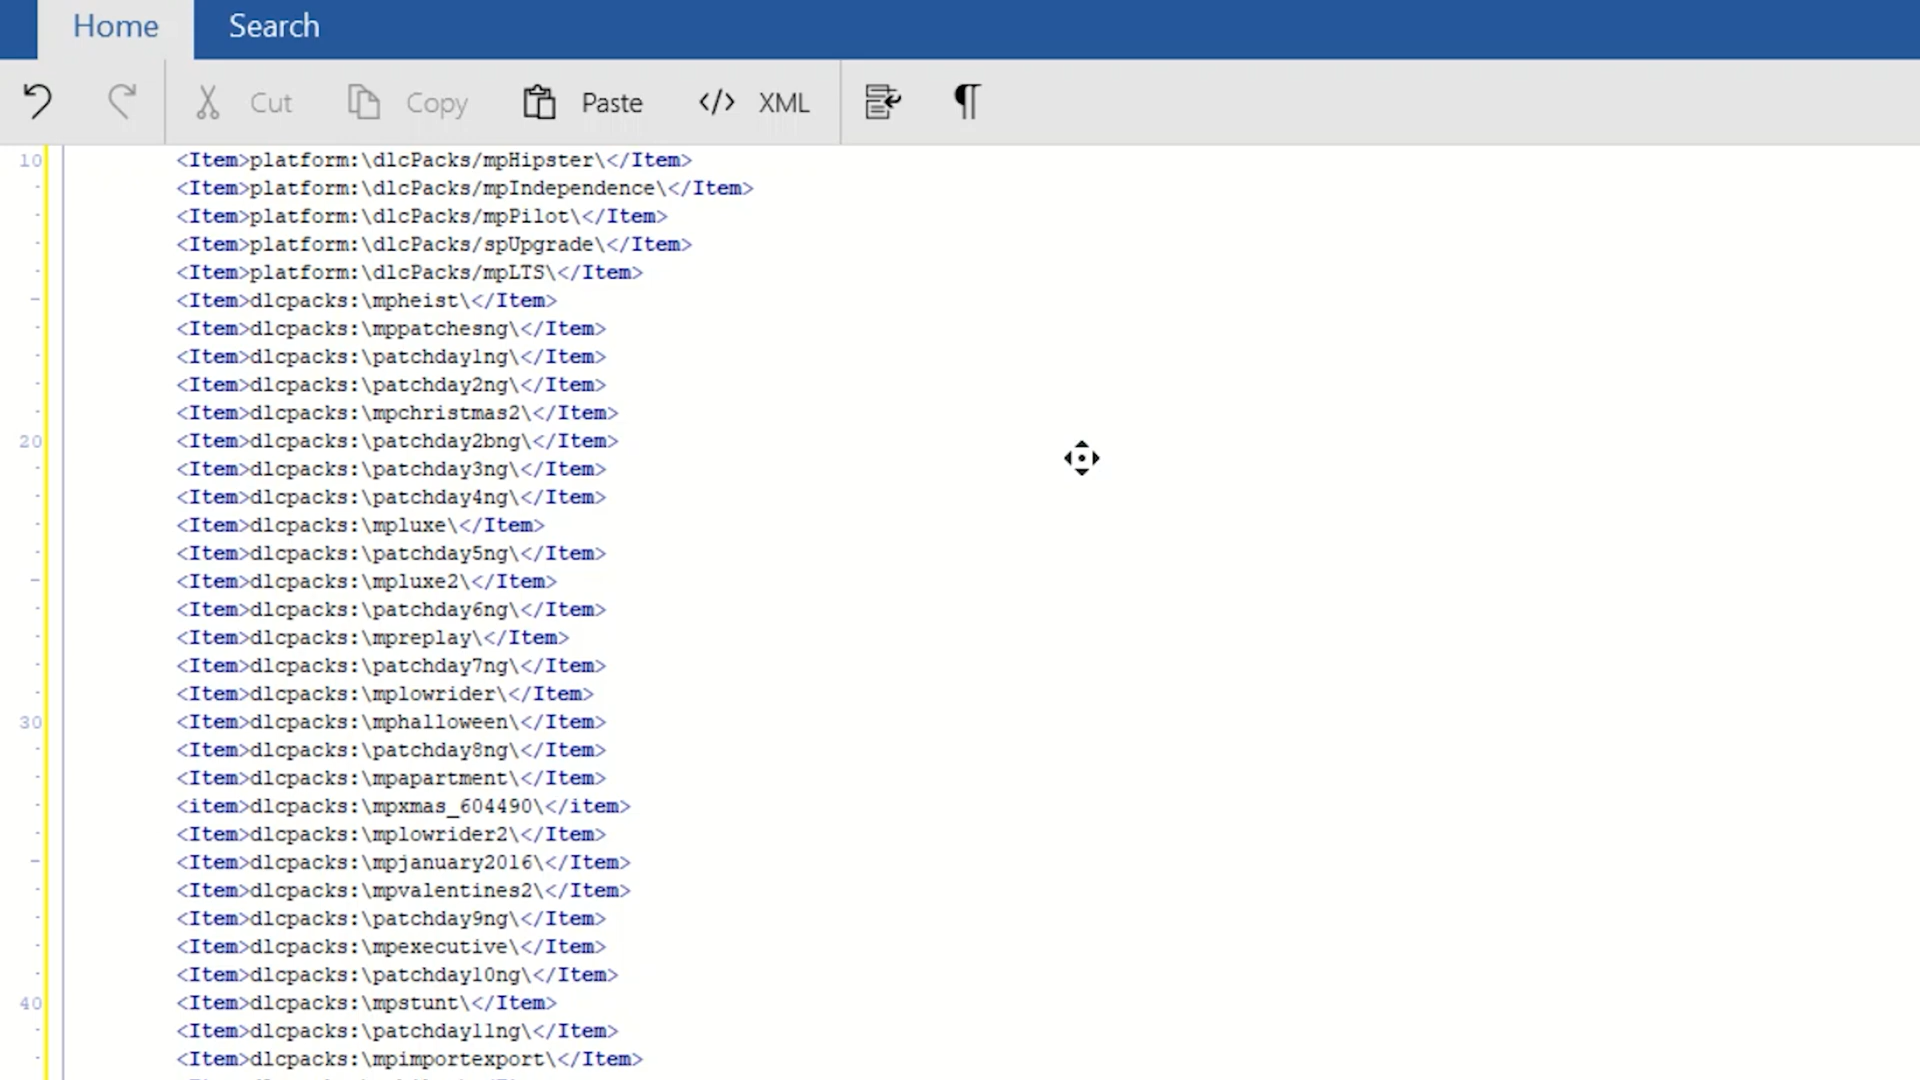 Home Search
Cut Copy Paste </> XML ¶
10 <Item>platform:\dlcPacks/mpHipster\</Item>
<Item>platform:\dlcPacks/mpIndependence\</Item>
<Item>platform:\dlcPacks/mpPilot\</Item>
<Item>platform:\dlcPacks/spUpgrade\</Item>
<Item>platform:\dlcPacks/mpLTS\</Item>
<Item>dlcpacks:\mpheist\</Item>
<Item>dlcpacks:\mppatchesng\</Item>
<Item>dlcpacks:\patchday1ng\</Item>
<Item>dlcpacks:\patchday2ng\</Item>
<Item>dlcpacks:\mpchristmas2\</Item>
20 <Item>dlcpacks:\patchday2bng\</Item>
<Item>dlcpacks:\patchday3ng\</Item>
<Item>dlcpacks:\patchday4ng\</Item>
<Item>dlcpacks:\mpluxe\</Item>
<Item>dlcpacks:\patchday5ng\</Item>
<Item>dlcpacks:\mpluxe2\</Item>
<Item>dlcpacks:\patchday6ng\</Item>
<Item>dlcpacks:\mpreplay\</Item>
<Item>dlcpacks:\patchday7ng\</Item>
<Item>dlcpacks:\mplowrider\</Item>
30 <Item>dlcpacks:\mphalloween\</Item>
<Item>dlcpacks:\patchday8ng\</Item>
<Item>dlcpacks:\mpapartment\</Item>
<item>dlcpacks:\mpxmas_604490\</item>
<Item>dlcpacks:\mplowrider2\</Item>
<Item>dlcpacks:\mpjanuary2016\</Item>
<Item>dlcpacks:\mpvalentines2\</Item>
<Item>dlcpacks:\patchday9ng\</Item>
<Item>dlcpacks:\mpexecutive\</Item>
<Item>dlcpacks:\patchday10ng\</Item>
40 <Item>dlcpacks:\mpstunt\</Item>
<Item>dlcpacks:\patchday11ng\</Item>
<Item>dlcpacks:\mpimportexport\</Item>